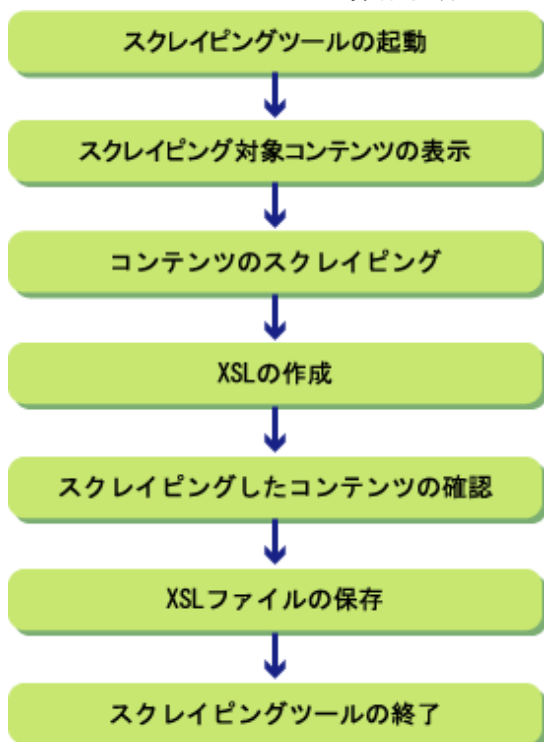 スクレイピングツールの起動
スクレイピング対象コンテンツの表示
コンテンツのスクレイピング
XSLの作成
スクレイピングしたコンテンツの確認
XSLファイルの保存
スクレイピングツールの終了